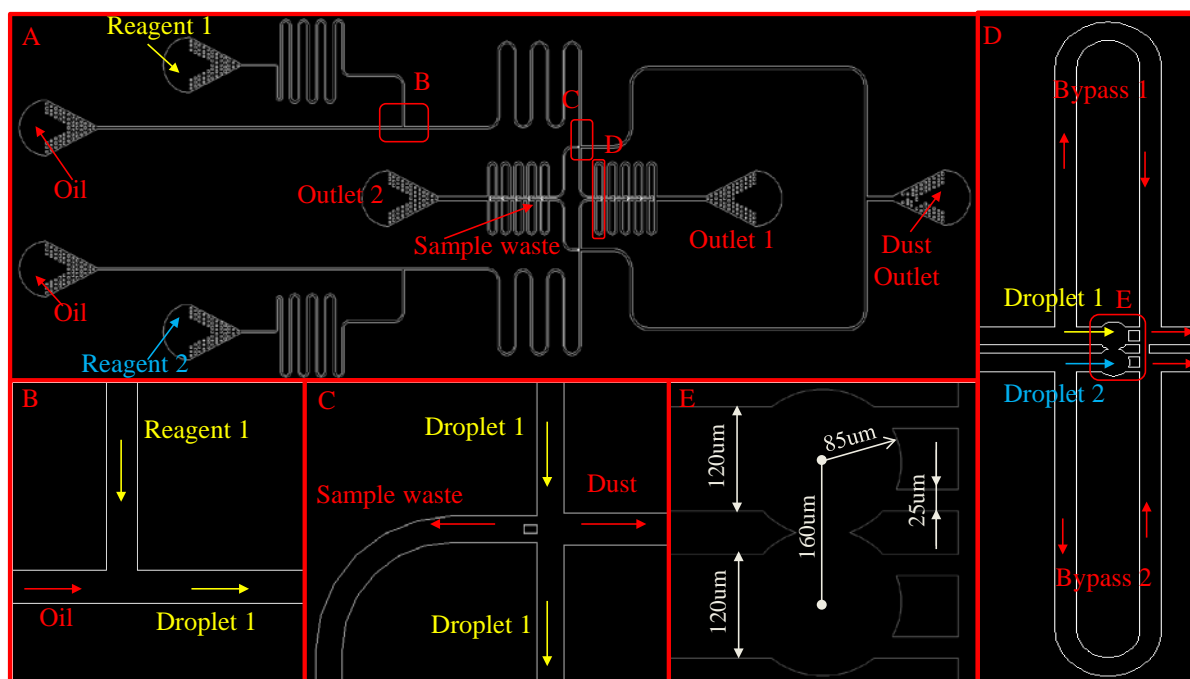 A
Reagent 1
B
Oil
C
D
Outlet 2
Sample waste
Outlet 1
Dust
Outlet
Oil
Reagent 2
B
Reagent 1
Oil
Droplet 1
C
Droplet 1
Sample waste
Dust
Droplet 1
E
120um
85um
160um
25um
120um
D
Bypass 1
Droplet 1
E
Droplet 2
Bypass 2